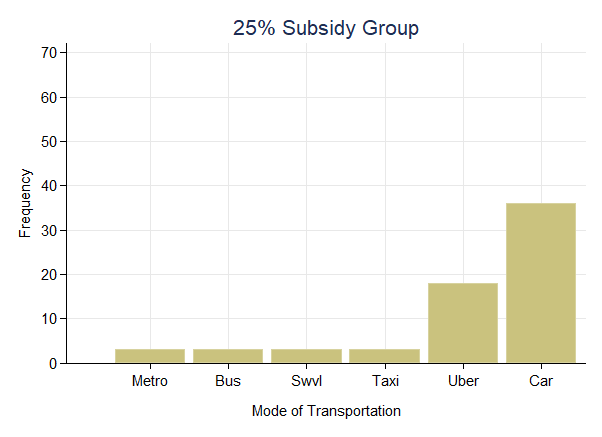 25% Subsidy Group
Frequency
70
60
50
40
30
20
10
0
Metro Bus Swvl Taxi Uber Car
Mode of Transportation